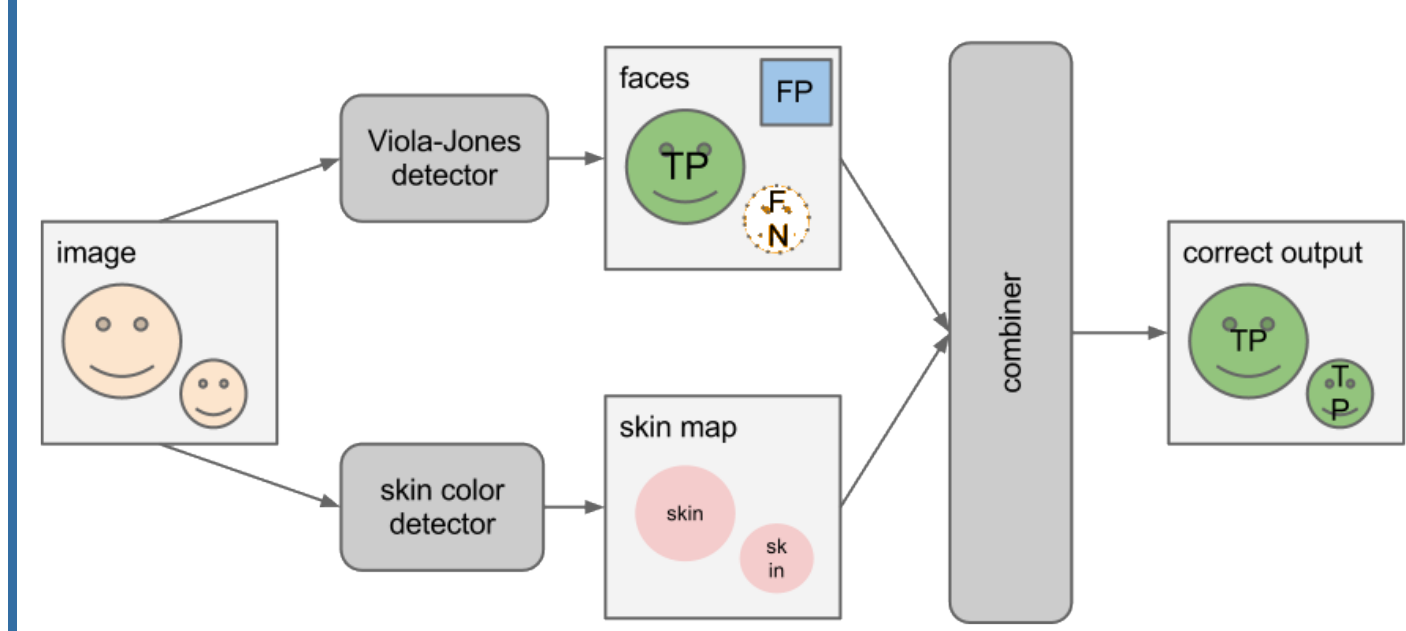 image
Viola-Jones
detector
skin color
detector
faces
FP
TP
F
N
skin map
skin
sk
in
combiner
correct output
TP
T
P